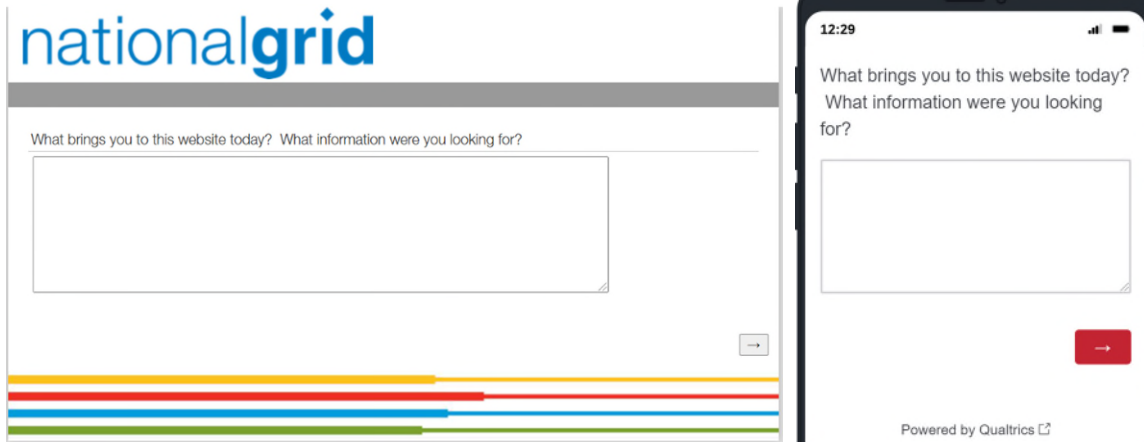 nationalgrid
What brings you to this website today?  What information were you looking for?
→
12:29
What brings you to this website today?
What information were you looking
for?
→
Powered by Qualtrics